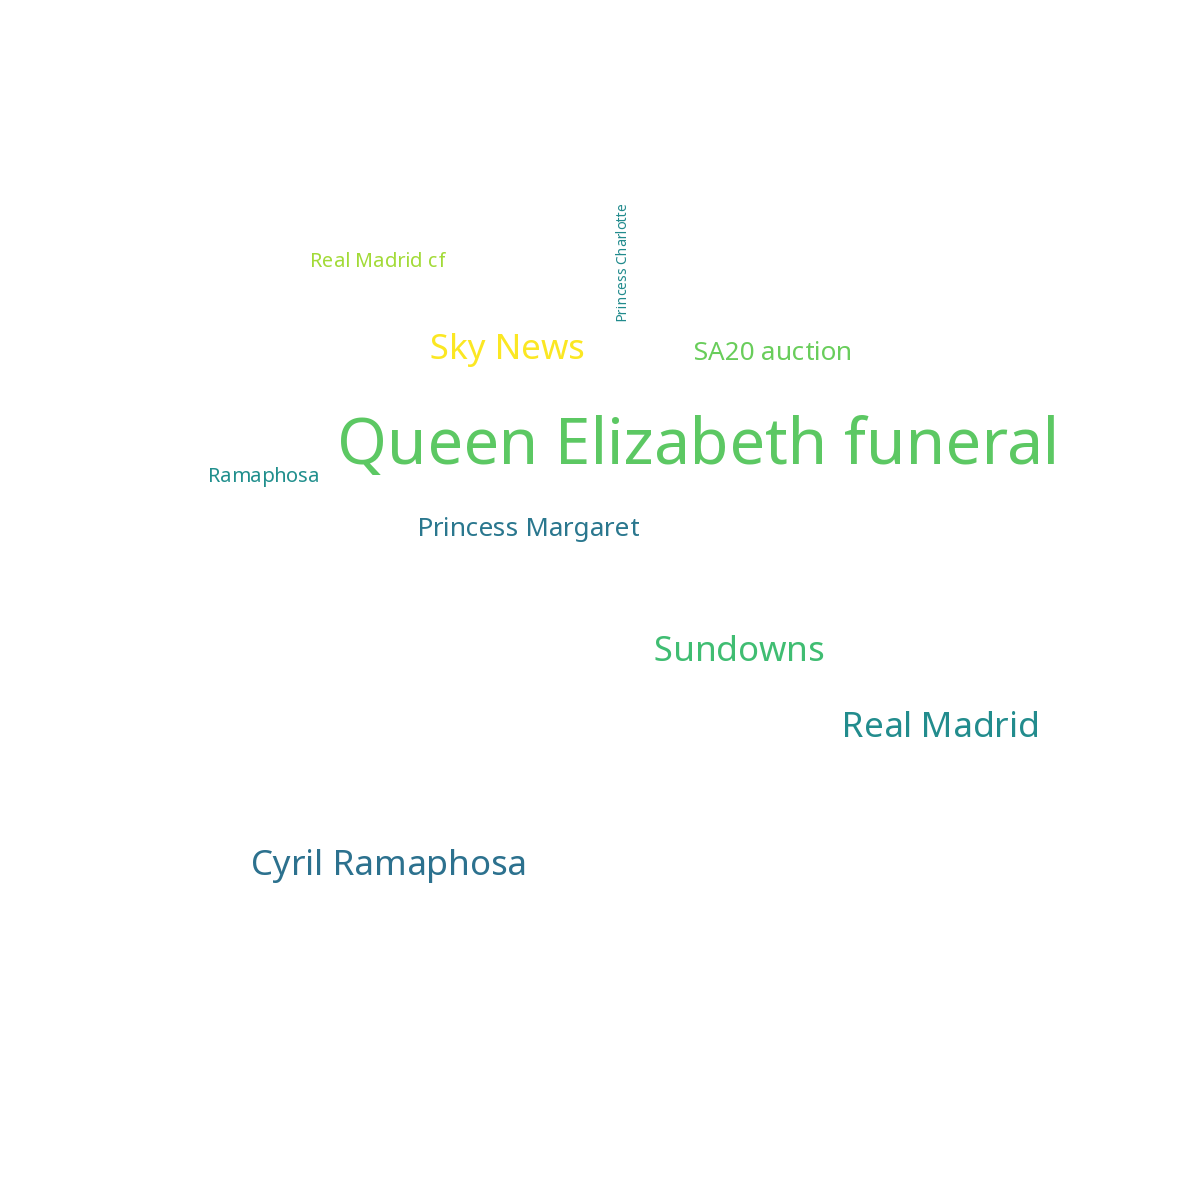 Princess Charlotte
Real Madrid cf
Sky News
SA20 auction
Queen Elizabeth funeral
Ramaphosa
Princess Margaret
Sundowns
Real Madrid
Cyril Ramaphosa